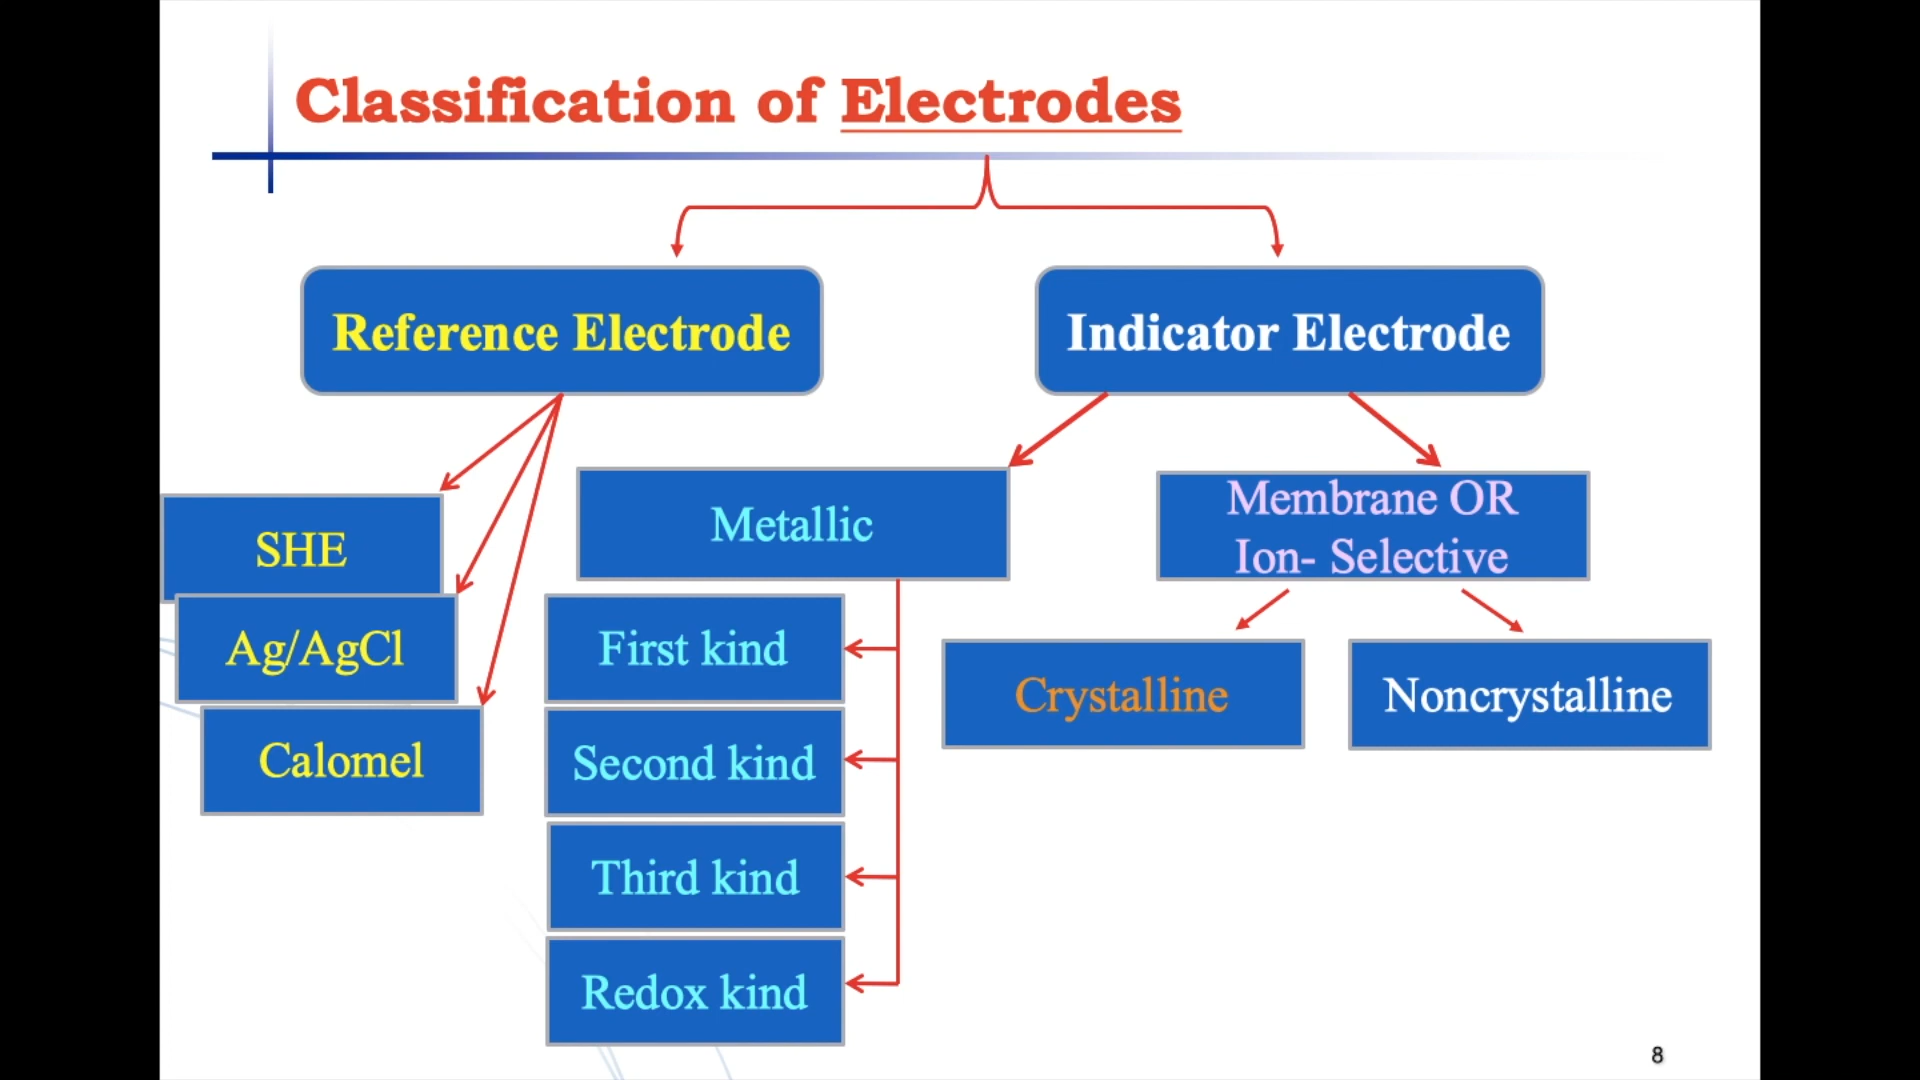 Classification of Electrodes
Reference Electrode
Indicator Electrode
SHE
Ag/AgCl
Calomel
Metallic
First kind
Second kind
Third kind
Redox kind
Membrane OR
Ion- Selective
Crystalline
Noncrystalline
8